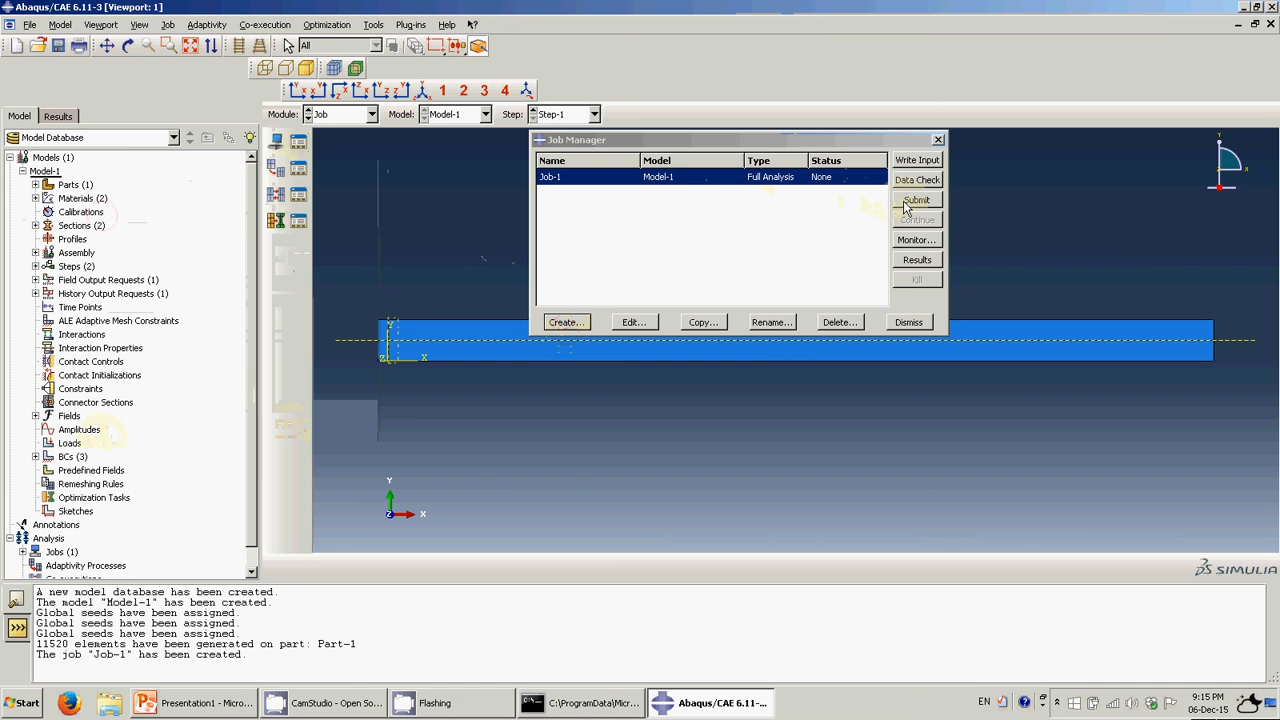 Abaqus/CAE 6.11-3 [Viewport: 1]
File Model Viewport View Job Adaptivity Co-execution Optimization Tools Plug-ins Help
All
1 2 3 4
Model Results Module: Job Model: Model-1 Step: Step-1
Model Database
Models (1)
Model-1
Parts (1)
Materials (2)
Calibrations
Sections (2)
Profiles
Assembly
Steps (2)
Field Output Requests (1)
History Output Requests (1)
Time Points
ALE Adaptive Mesh Constraints
Interactions
Interaction Properties
Contact Controls
Contact Initializations
Constraints
Connector Sections
Fields
Amplitudes
Loads
BCs (3)
Predefined Fields
Remeshing Rules
Optimization Tasks
Sketches
Annotations
Analysis
Jobs (1)
Adaptivity Processes
Job Manager
Name Model Type Status
Job-1 Model-1 Full Analysis None
Write Input
Data Check
Submit
Continue
Monitor...
Results
Kill
Create... Edit... Copy... Rename... Delete... Dismiss
Y
X
Y
Z X
Y
Z X
SIMULIA
A new model database has been created.
The model "Model-1" has been created.
Global seeds have been assigned.
Global seeds have been assigned.
Global seeds have been assigned.
11520 elements have been generated on part: Part-1
The job "Job-1" has been created.
>>>
Start Presentation1 - Micro... CamStudio - Open So... Flashing C:\ProgramData\Micr... Abaqus/CAE 6.11-... EN 9:15 PM
06-Dec-15